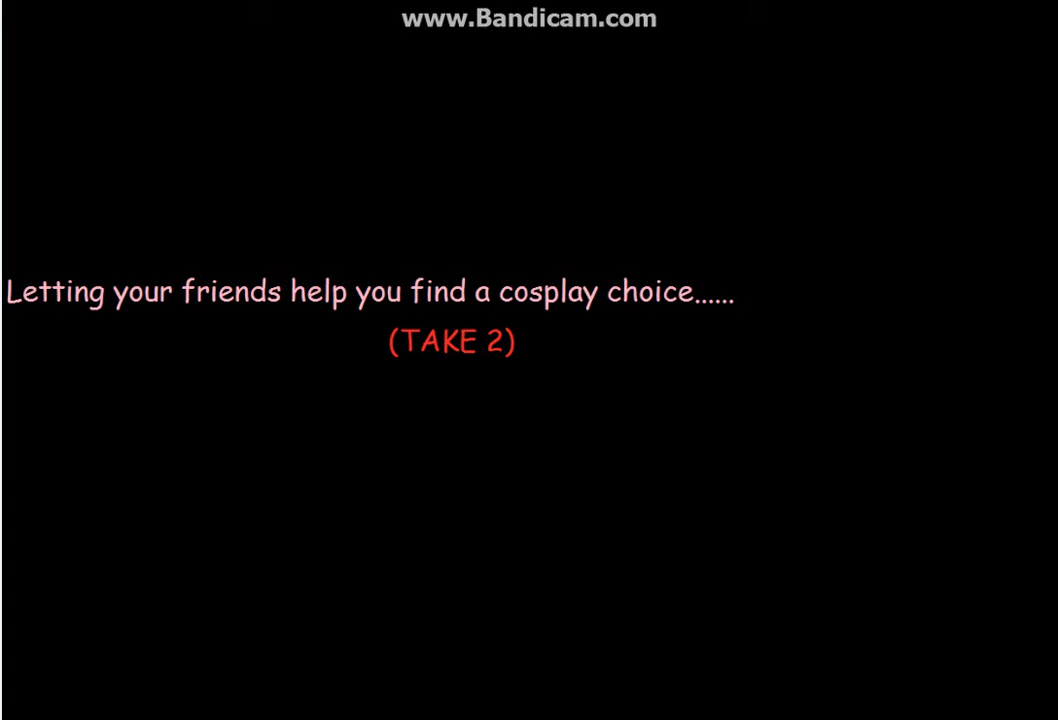 www.Bandicam.com
Letting your friends help you find a cosplay choice......
(TAKE 2)